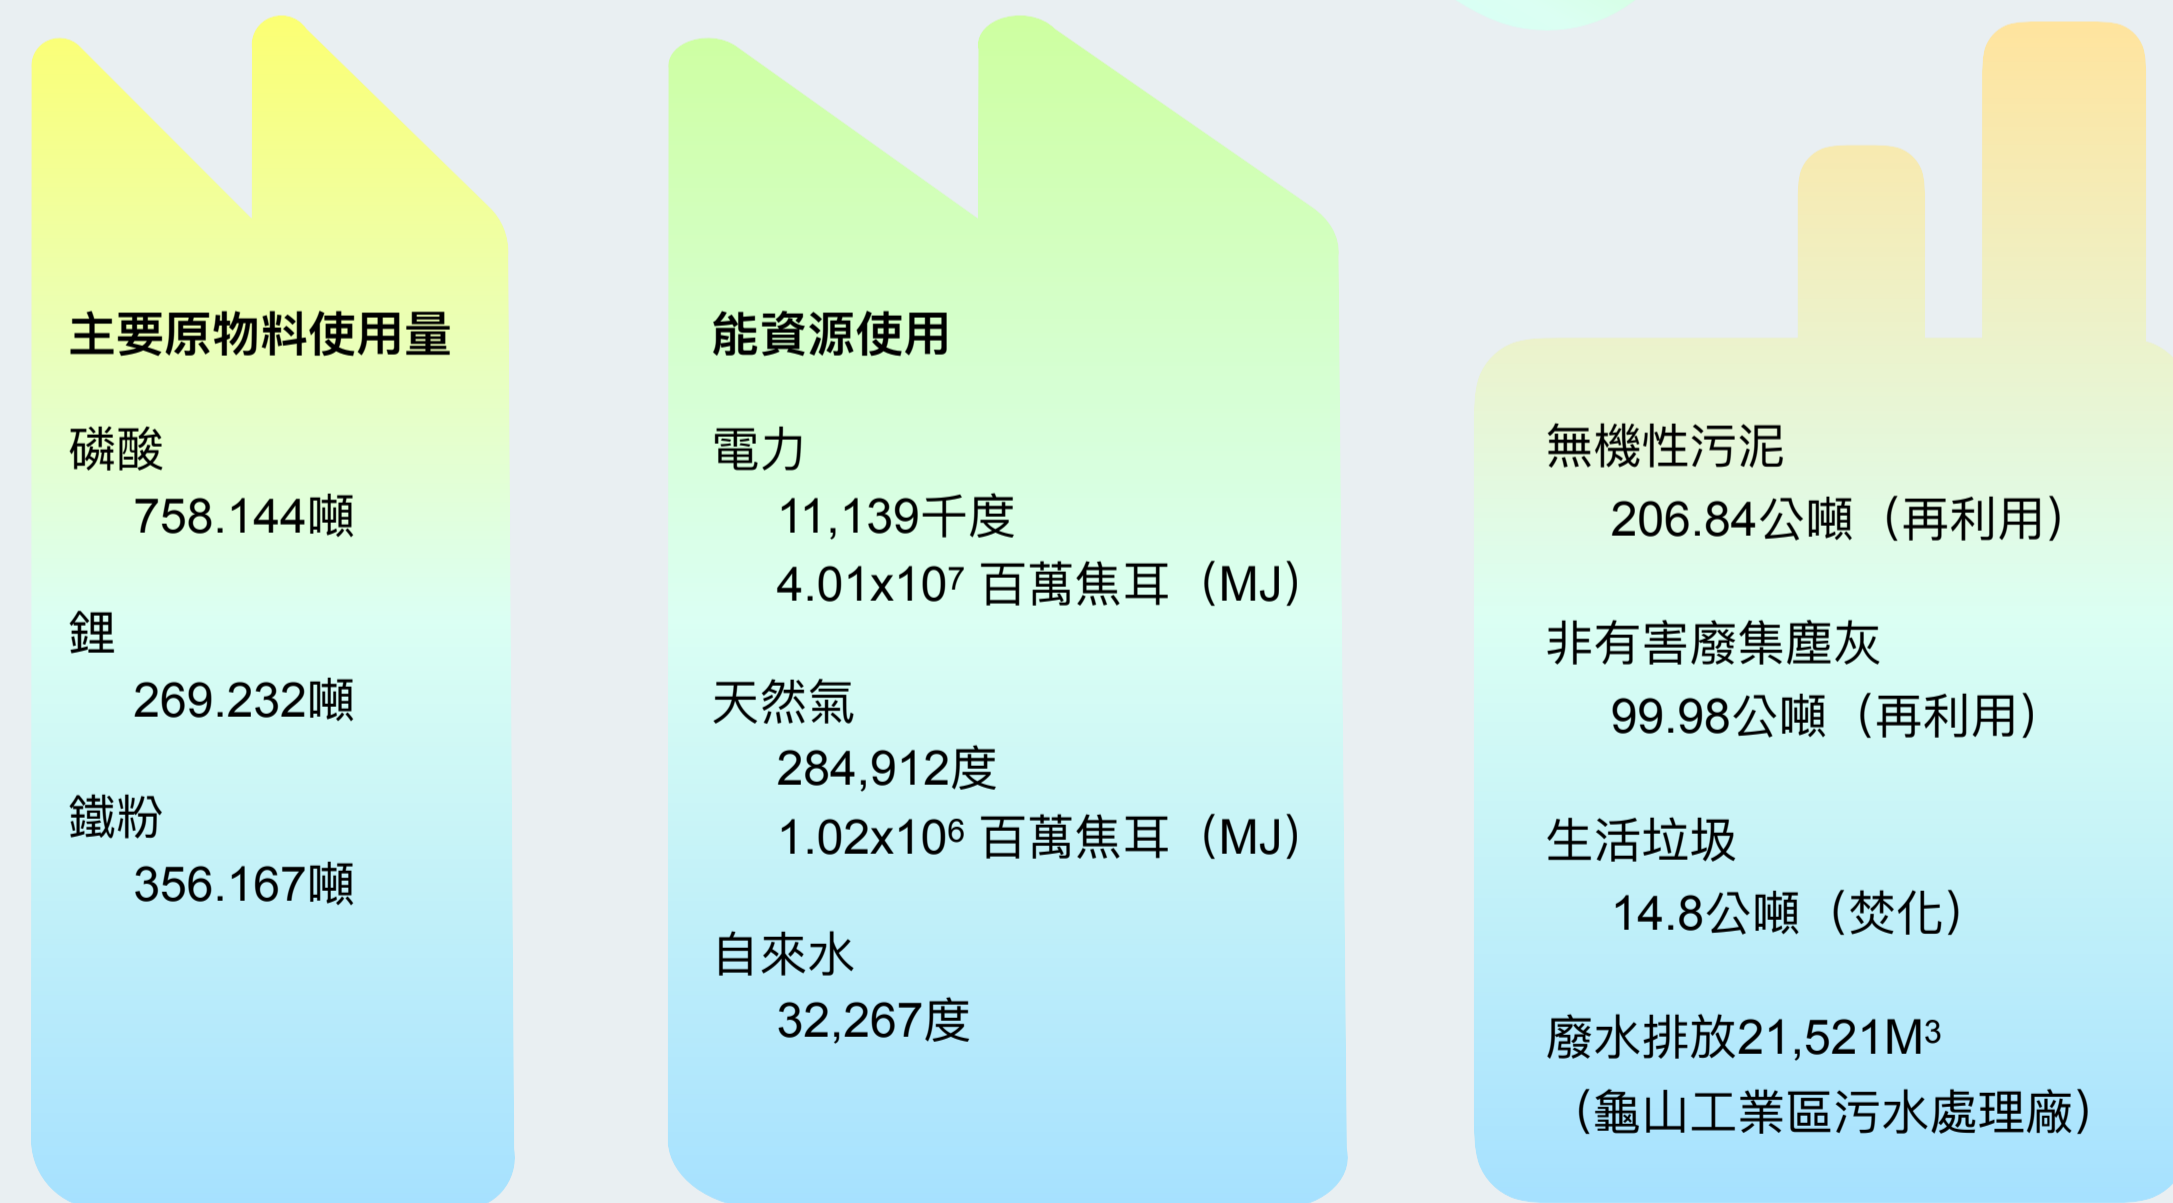 主要原物料使用量
磷酸
758.144噸
鋰
269.232噸
鐵粉
356.167噸
能資源使用
電力
11,139千度
4.01x10⁷ 百萬焦耳（MJ）
天然氣
284,912度
1.02x10⁶ 百萬焦耳（MJ）
自來水
32,267度
無機性污泥
206.84公噸（再利用）
非有害廢集塵灰
99.98公噸（再利用）
生活垃圾
14.8公噸（焚化）
廢水排放21,521M³
（龜山工業區污水處理廠）